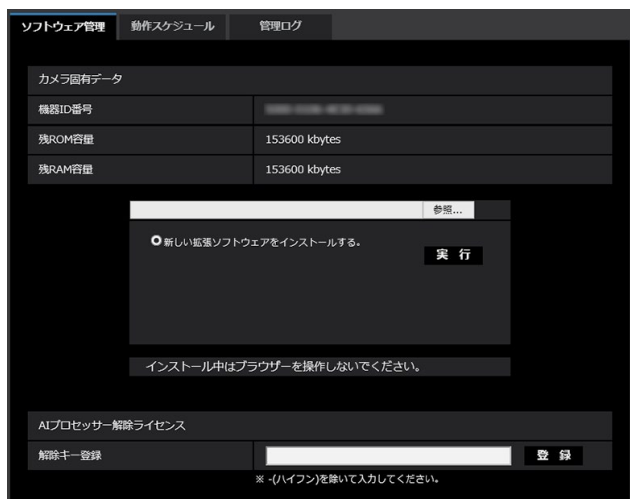 ソフトウェア管理 動作スケジュール 管理ログ
カメラ固有データ
機器ID番号
残ROM容量 153600 kbytes
残RAM容量 153600 kbytes
参照...
新しい拡張ソフトウェアをインストールする。
実 行
インストール中はブラウザーを操作しないでください。
AIプロセッサー解除ライセンス
解除キー登録 登 録
※ -(ハイフン)を除いて入力してください。